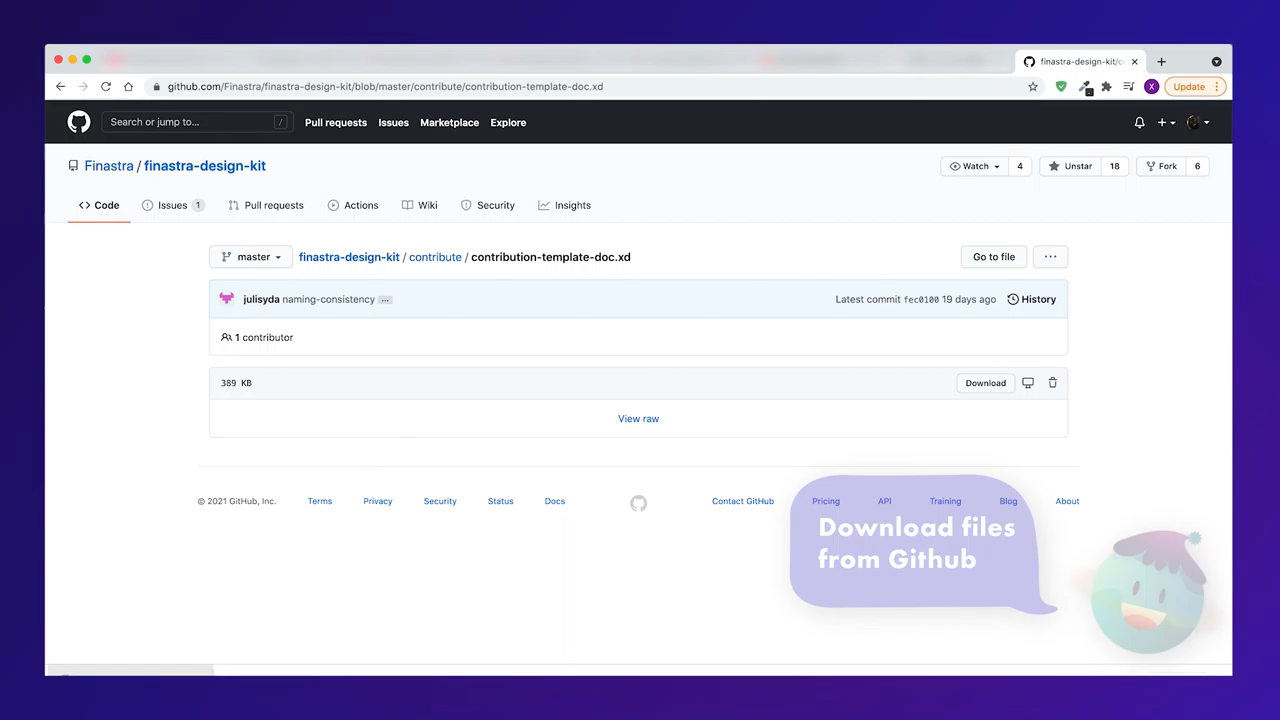 finastra-design-kit/c
github.com/Finastra/finastra-design-kit/blob/master/contribute/contribution-template-doc.xd
X
Update
Search or jump to...
/
Pull requests
Issues
Marketplace
Explore
Finastra / finastra-design-kit
Watch 4
Unstar 18
Fork 6
Code
Issues 1
Pull requests
Actions
Wiki
Security
Insights
master
finastra-design-kit / contribute / contribution-template-doc.xd
Go to file
...
julisyda naming-consistency ...
Latest commit fec0100 19 days ago
History
1 contributor
389 KB
Download
View raw
© 2021 GitHub, Inc.
Terms
Privacy
Security
Status
Docs
Contact GitHub
Pricing
API
Training
Blog
About
Download files
from Github